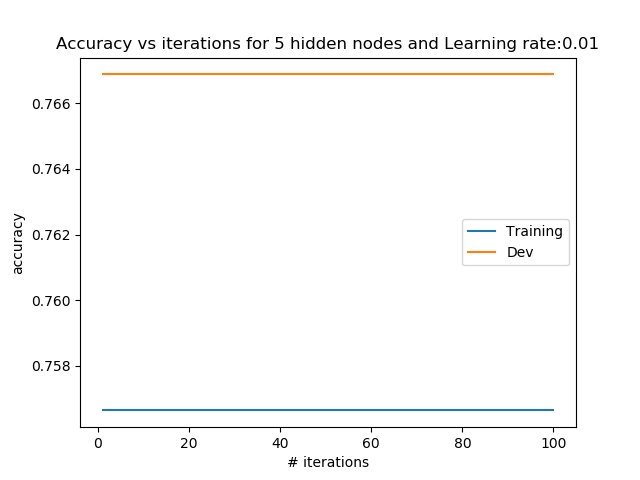 Accuracy vs iterations for 5 hidden nodes and Learning rate:0.01
0.766
0.764
0.762
0.760
0.758
accuracy
Training
Dev
0 20 40 60 80 100
# iterations